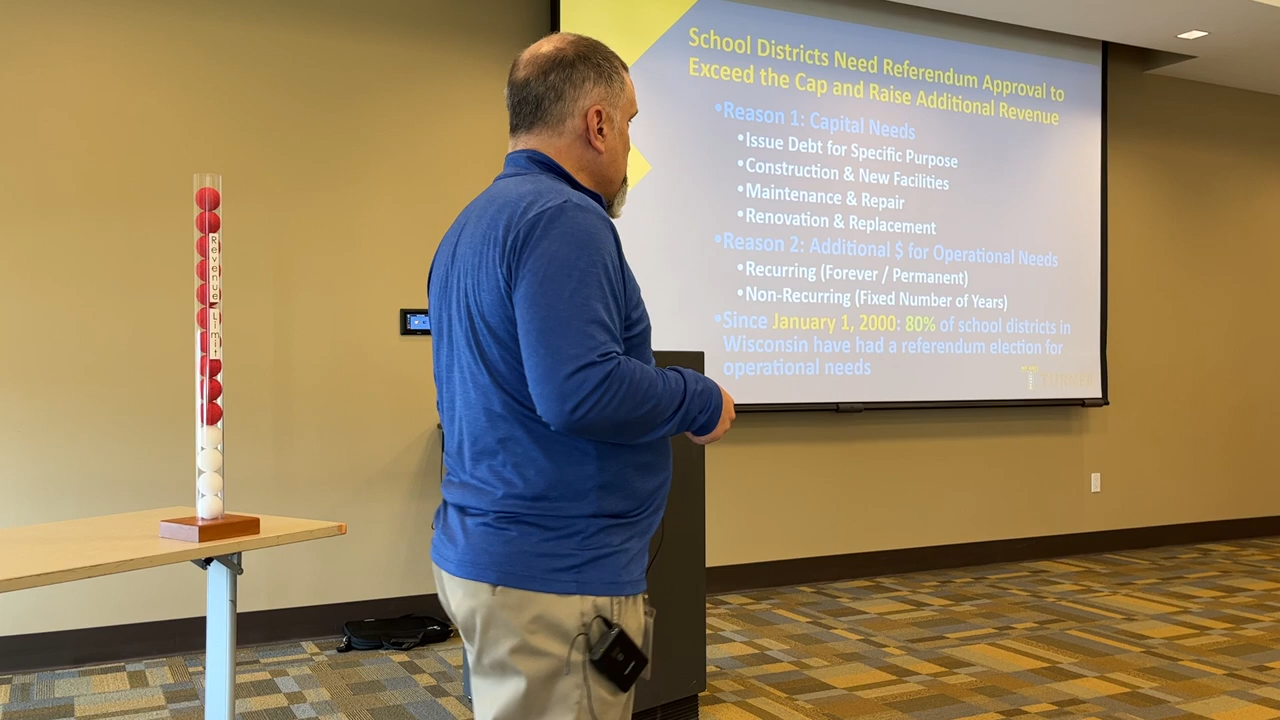 School Districts Need Referendum Approval to
Exceed the Cap and Raise Additional Revenue
•Reason 1: Capital Needs
•Issue Debt for Specific Purpose
•Construction & New Facilities
•Maintenance & Repair
•Renovation & Replacement
•Reason 2: Additional $ for Operational Needs
•Recurring (Forever / Permanent)
•Non-Recurring (Fixed Number of Years)
•Since January 1, 2000: 80% of school districts in
Wisconsin have had a referendum election for
operational needs
Revenue Limit